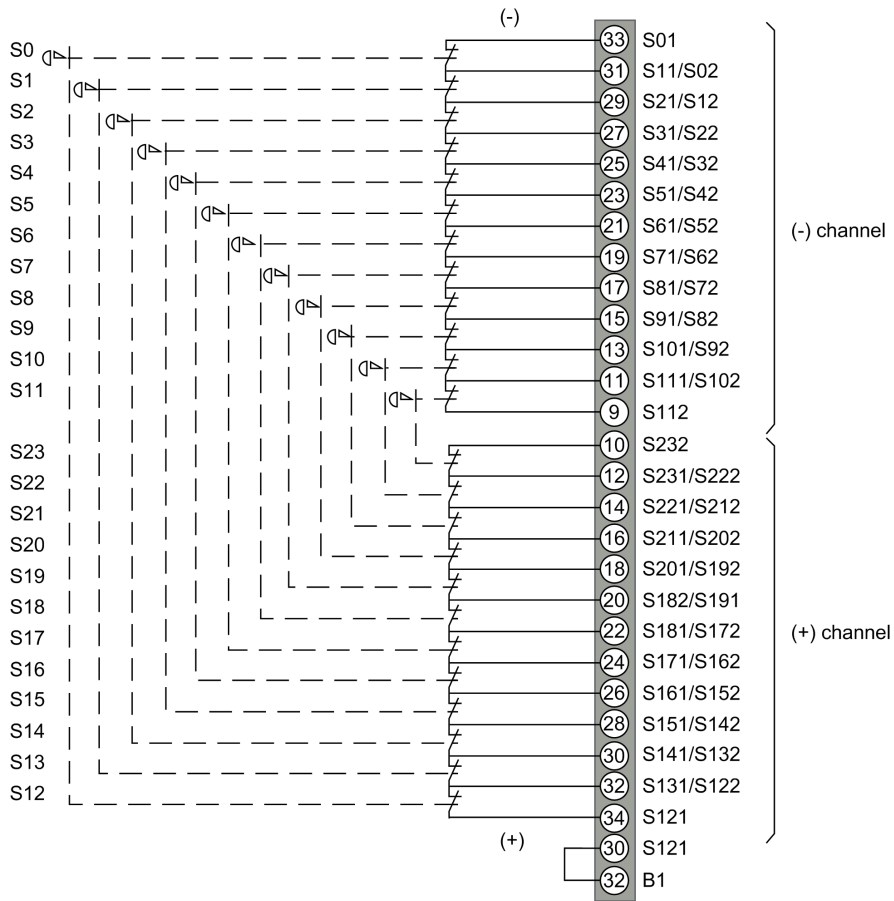 (-)
S0 33 S01
S1 31 S11/S02
S2 29 S21/S12
S3 27 S31/S22
S4 25 S41/S32
S5 23 S51/S42
S6 21 S61/S52
(-) channel
S7 19 S71/S62
S8 17 S81/S72
S9 15 S91/S82
S10 13 S101/S92
S11 11 S111/S102
9 S112
10 S232
S23 12 S231/S222
S22 14 S221/S212
S21 16 S211/S202
S20 18 S201/S192
S19 20 S182/S191
S18 22 S181/S172
(+) channel
S17 24 S171/S162
S16 26 S161/S152
S15 28 S151/S142
S14 30 S141/S132
S13 32 S131/S122
S12 34 S121
(+)
30 S121
32 B1